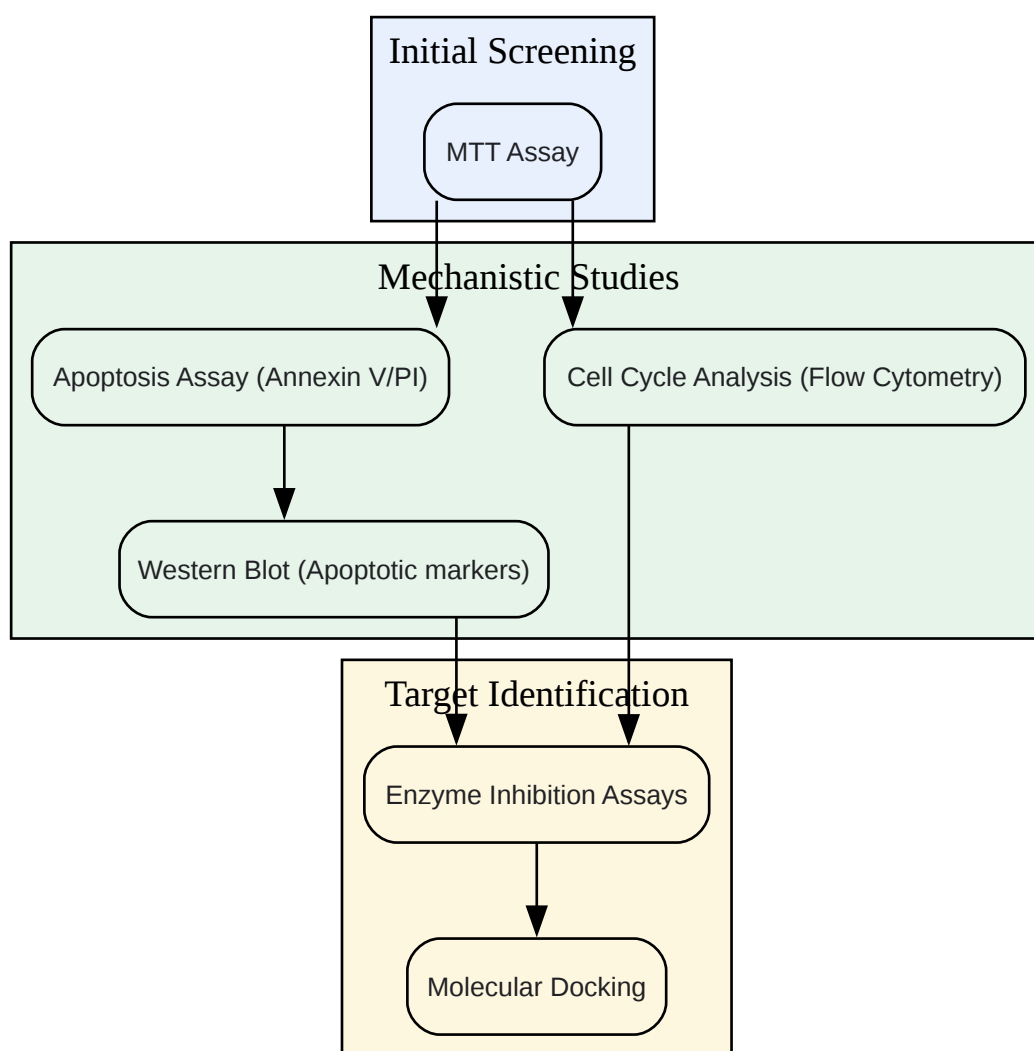 Initial Screening
MTT Assay
Mechanistic Studies
Apoptosis Assay (Annexin V/PI)
Cell Cycle Analysis (Flow Cytometry)
Western Blot (Apoptotic markers)
Target Identification
Enzyme Inhibition Assays
Molecular Docking